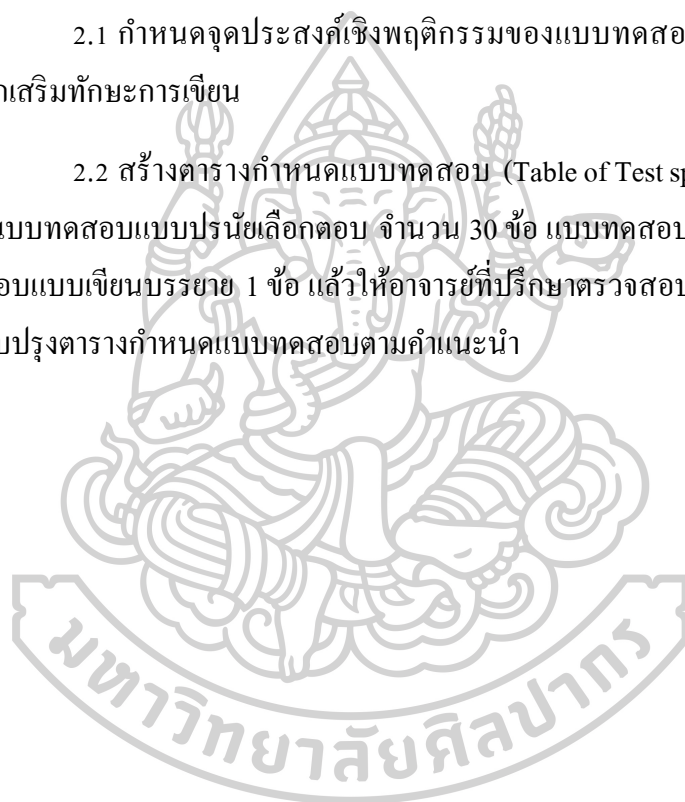 2.1 กำหนดจุดประสงค์เชิงพฤติกรรมของแบบทดสอ
กเสริมทักษะการเขียน
2.2 สร้างตารางกำหนดแบบทดสอบ (Table of Test sp
แบบทดสอบแบบปรนัยเลือกตอบ จำนวน 30 ข้อ แบบทดสอบ
อบแบบเขียนบรรยาย 1 ข้อ แล้วให้อาจารย์ที่ปรึกษาตรวจสอบ
บปรุงตารางกำหนดแบบทดสอบตามคำแนะนำ
มหาวิทยาลัยศิลปากร